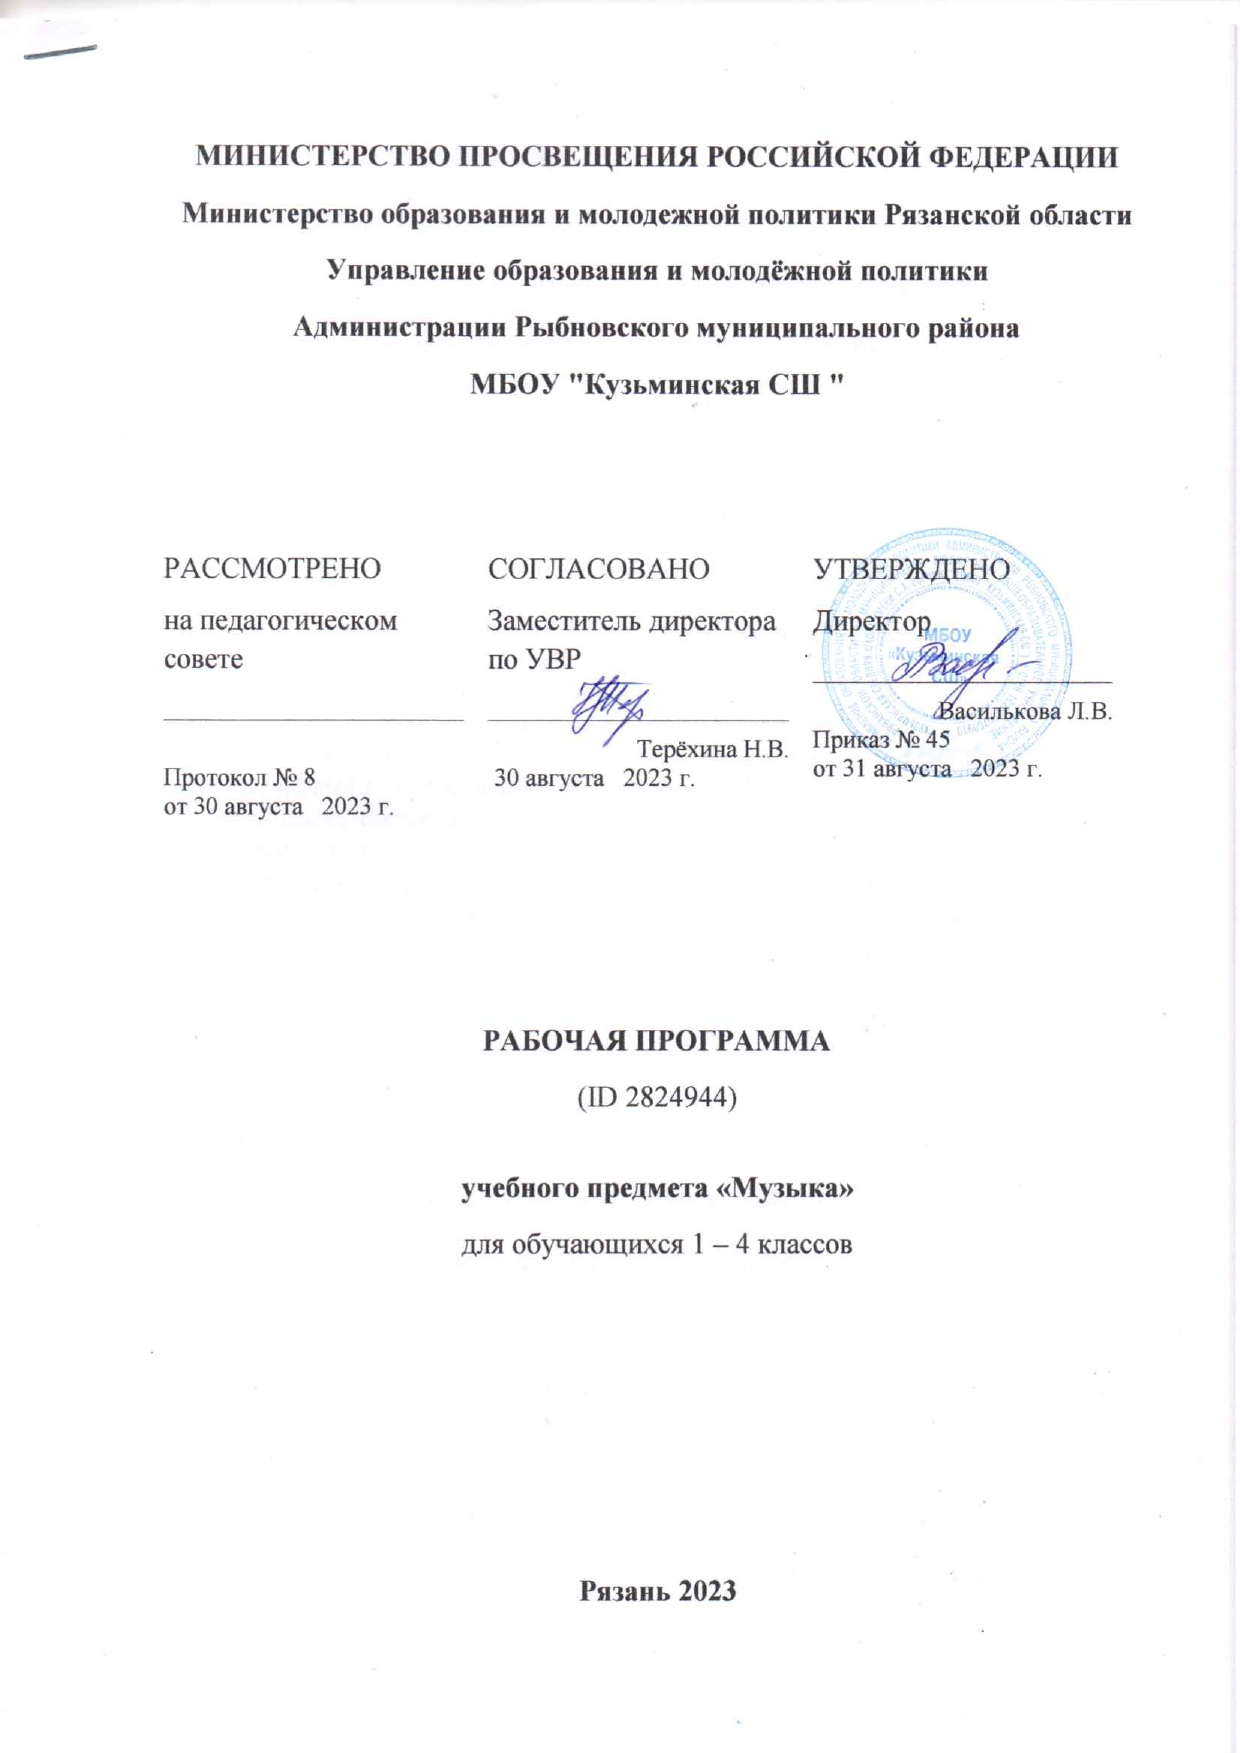 МИНИСТЕРСТВО ПРОСВЕЩЕНИЯ РОССИЙСКОЙ ФЕДЕРАЦИИ
Министерство образования и молодежной политики Рязанской области
Управление образования и молодёжной политики
Администрации Рыбновского муниципального района
МБОУ "Кузьминская СШ "
РАССМОТРЕНО
на педагогическом
совете
Протокол № 8
от 30 августа 2023 г.
СОГЛАСОВАНО
Заместитель директора
по УВР
Терёхина Н.В.
30 августа 2023 г.
УТВЕРЖДЕНО
Директор
МБОУ
«Кузьминская
СШ»
Василькова Л.В.
Приказ № 45
от 31 августа 2023 г.
РАБОЧАЯ ПРОГРАММА
(ID 2824944)
учебного предмета «Музыка»
для обучающихся 1 – 4 классов
Рязань 2023